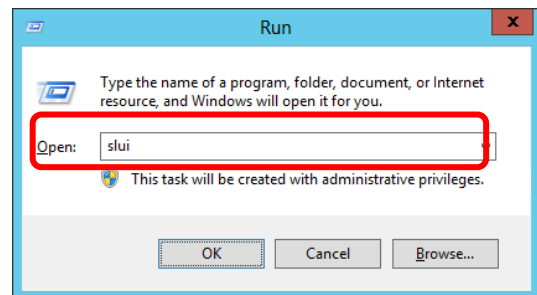 Run
x
Type the name of a program, folder, document, or Internet
resource, and Windows will open it for you.
Open: slui
This task will be created with administrative privileges.
OK Cancel Browse...